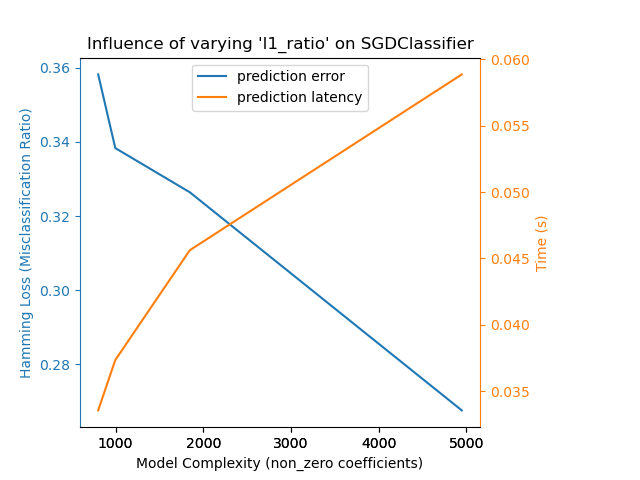 Influence of varying 'l1_ratio' on SGDClassifier
prediction error
prediction latency
Hamming Loss (Misclassification Ratio)
0.36
0.34
0.32
0.30
0.28
0.060
0.055
0.050
0.045
0.040
0.035
Time (s)
1000 2000 3000 4000 5000
Model Complexity (non_zero coefficients)